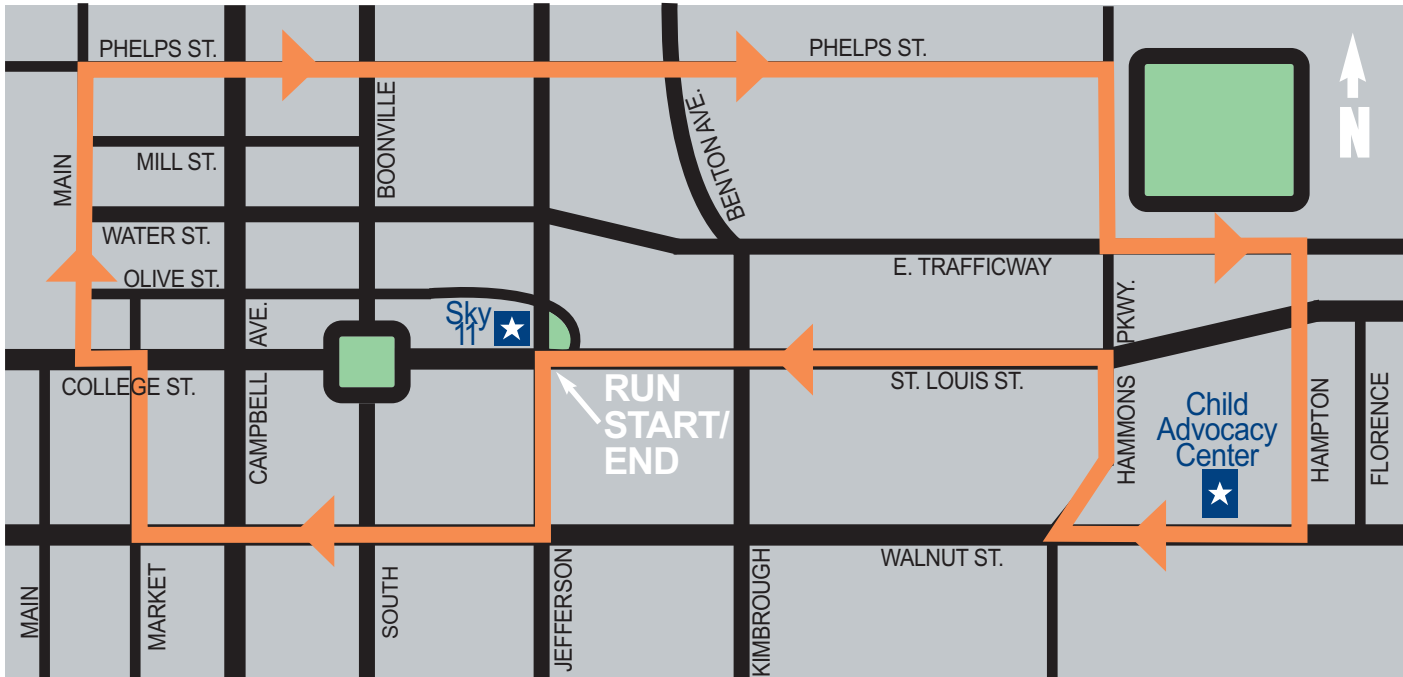 PHELPS ST.
PHELPS ST.
BOONVILLE
BENTON AVE.
N
MAIN
MILL ST.
WATER ST.
OLIVE ST.
E. TRAFFICWAY
CAMPBELL AVE.
Sky
11
HAMMONS PKWY.
COLLEGE ST.
ST. LOUIS ST.
RUN
START/
END
Child
Advocacy
Center
HAMPTON
FLORENCE
WALNUT ST.
MAIN
MARKET
SOUTH
JEFFERSON
KIMBROUGH